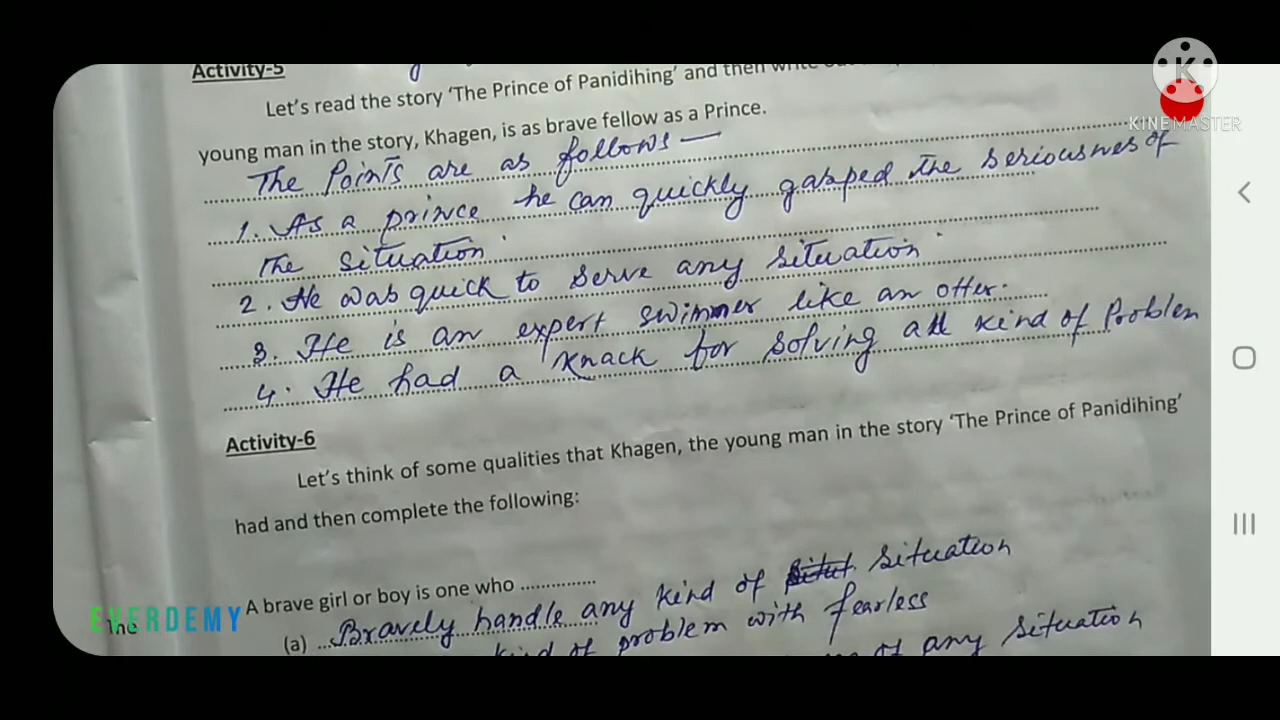 Activity-5
Let's read the story 'The Prince of Panidihing' and then write
young man in the story, Khagen, is as brave fellow as a Prince.
The Points are as follows —
1. As a prince he can quickly gasped the seriousnes of
the situation
2. He was quick to serve any situation
3. He is an expert swimmer like an otter.
4. He had a knack for solving all kind of Problem
Activity-6
Let's think of some qualities that Khagen, the young man in the story 'The Prince of Panidihing'
had and then complete the following:
A brave girl or boy is one who ...............
(a) ...Bravely handle any kind of situation
kind of problem with fearless
of any situation
The
EVERDEMY
K
KINEMASTER